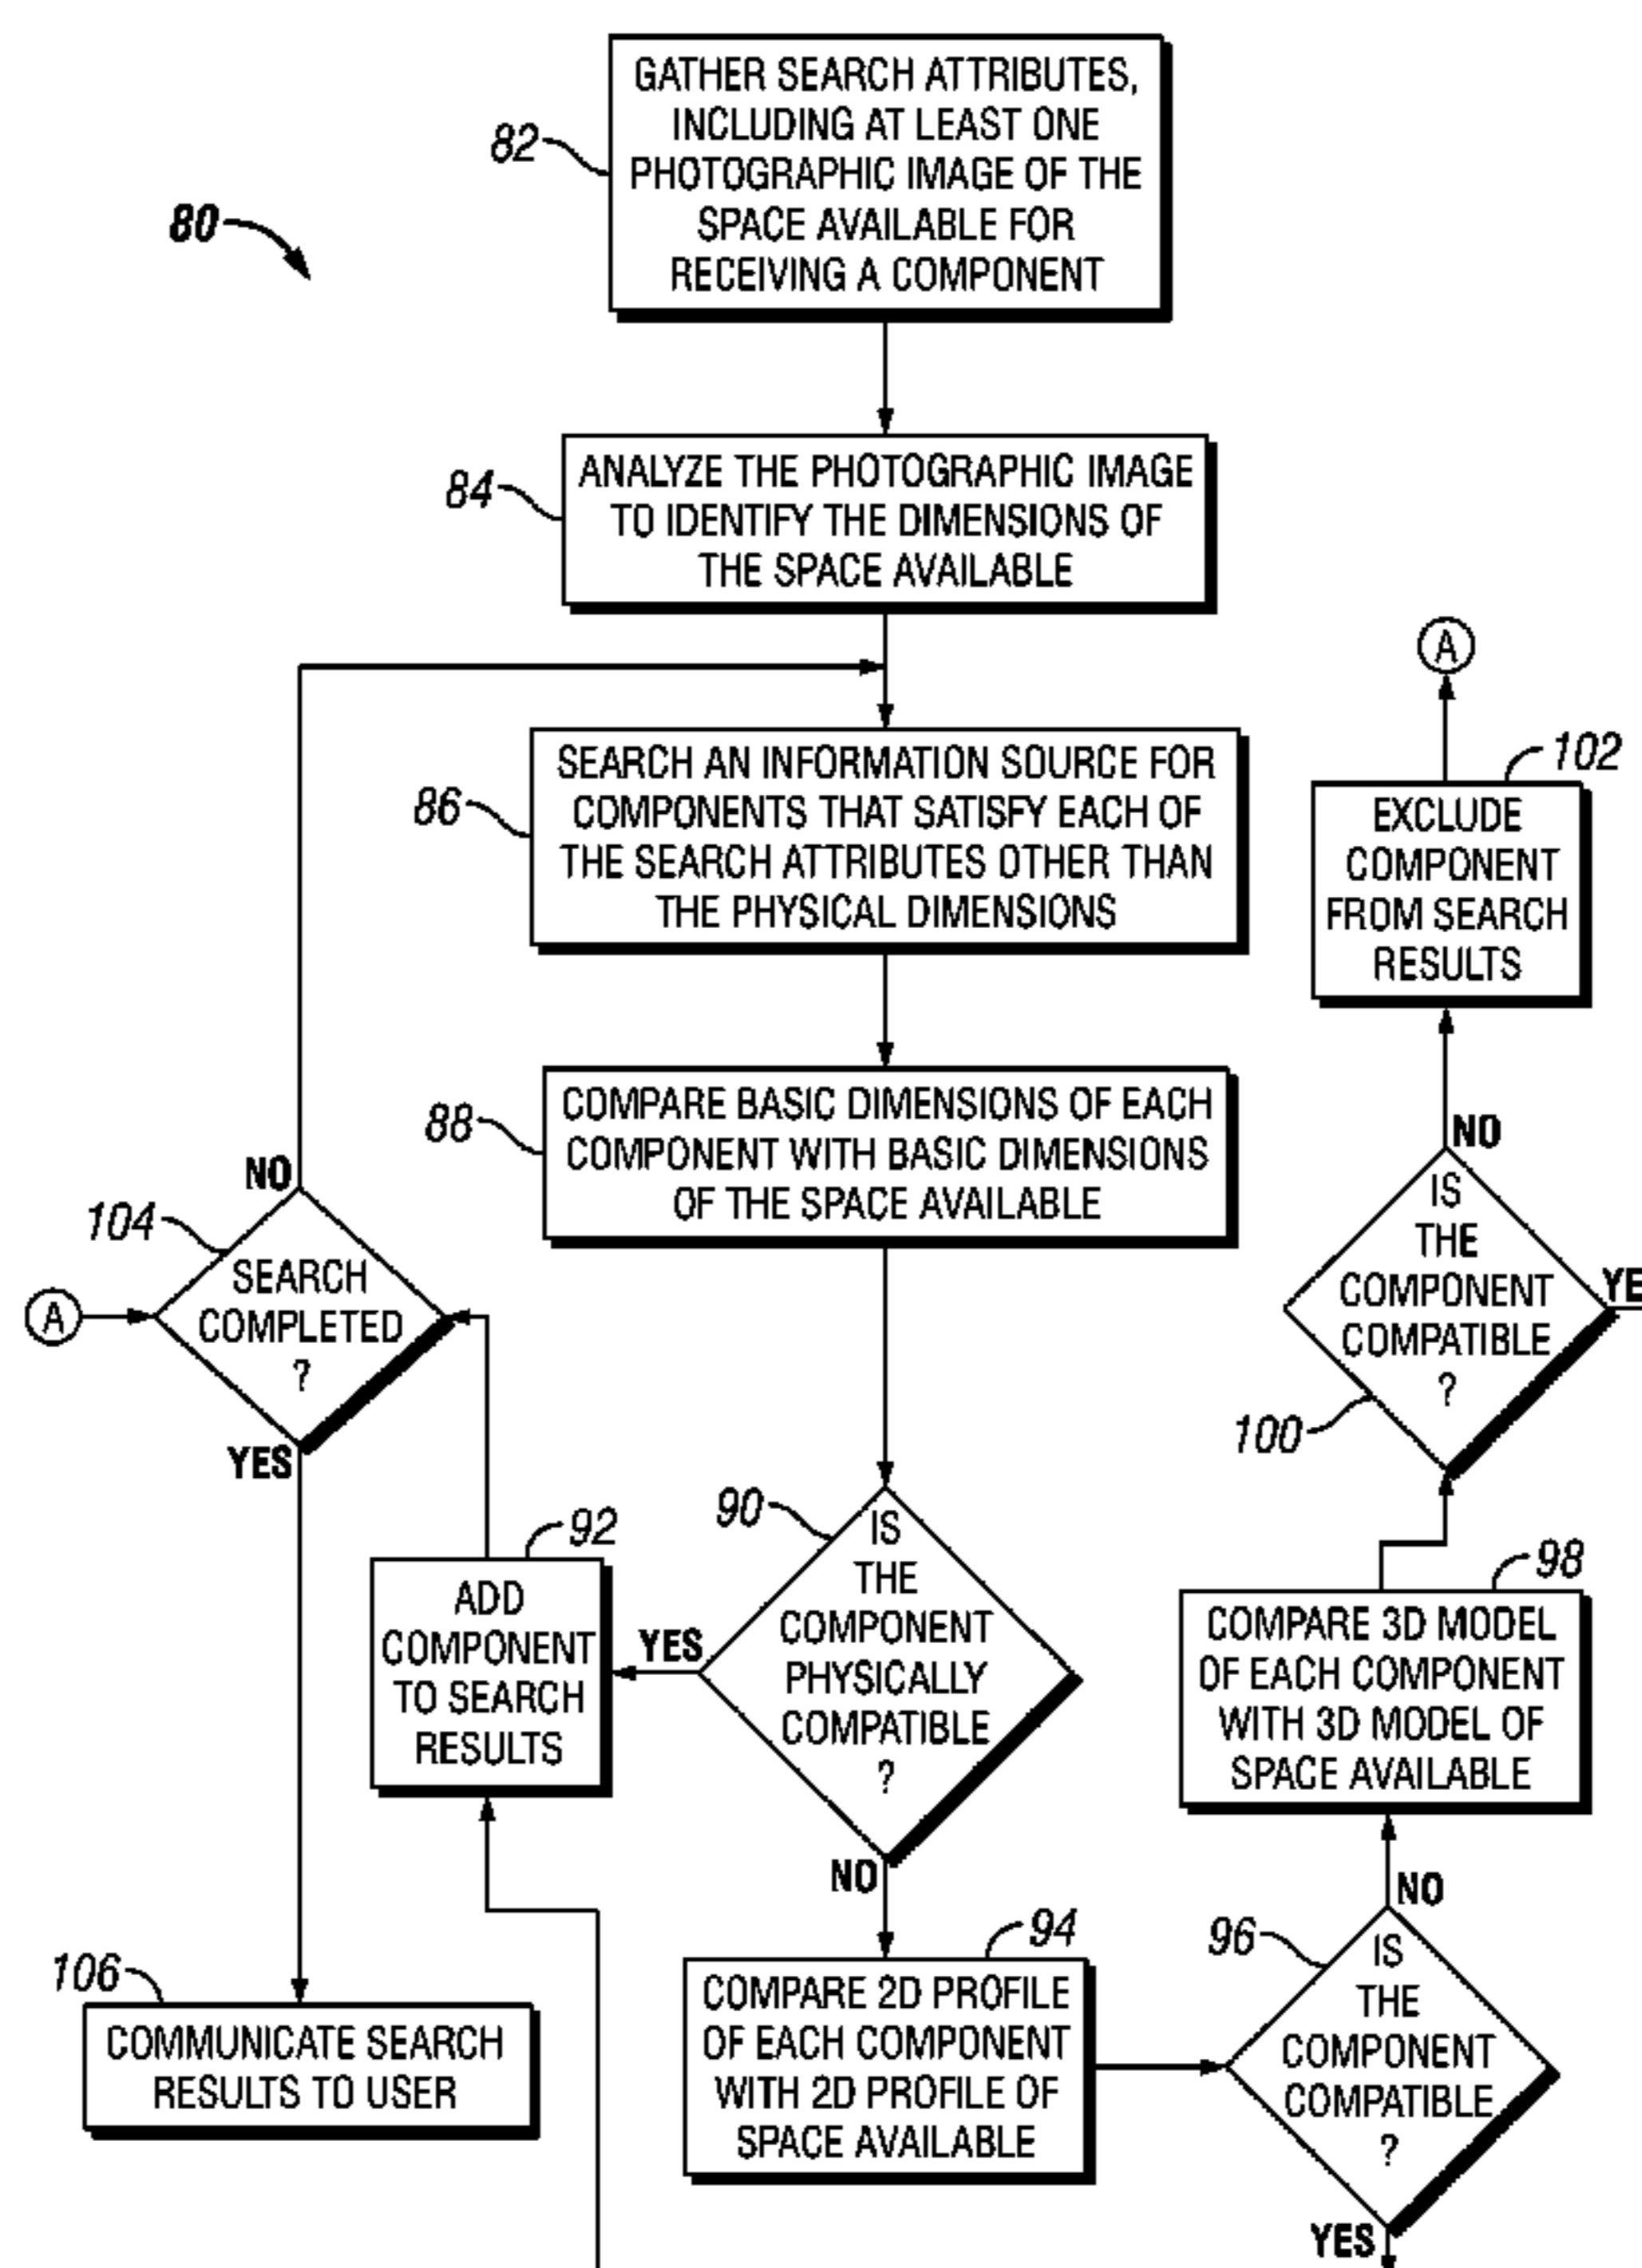 80
82
GATHER SEARCH ATTRIBUTES,
INCLUDING AT LEAST ONE
PHOTOGRAPHIC IMAGE OF THE
SPACE AVAILABLE FOR
RECEIVING A COMPONENT
84
ANALYZE THE PHOTOGRAPHIC IMAGE
TO IDENTIFY THE DIMENSIONS OF
THE SPACE AVAILABLE
86
SEARCH AN INFORMATION SOURCE FOR
COMPONENTS THAT SATISFY EACH OF
THE SEARCH ATTRIBUTES OTHER THAN
THE PHYSICAL DIMENSIONS
88
COMPARE BASIC DIMENSIONS OF EACH
COMPONENT WITH BASIC DIMENSIONS
OF THE SPACE AVAILABLE
90
IS
THE
COMPONENT
PHYSICALLY
COMPATIBLE
?
YES
NO
92
ADD
COMPONENT
TO SEARCH
RESULTS
94
COMPARE 2D PROFILE
OF EACH COMPONENT
WITH 2D PROFILE OF
SPACE AVAILABLE
96
IS
THE
COMPONENT
COMPATIBLE
?
NO
YES
98
COMPARE 3D MODEL
OF EACH COMPONENT
WITH 3D MODEL OF
SPACE AVAILABLE
100
IS
THE
COMPONENT
COMPATIBLE
?
NO
YE
102
EXCLUDE
COMPONENT
FROM SEARCH
RESULTS
A
A
104
SEARCH
COMPLETED
?
NO
YES
106
COMMUNICATE SEARCH
RESULTS TO USER